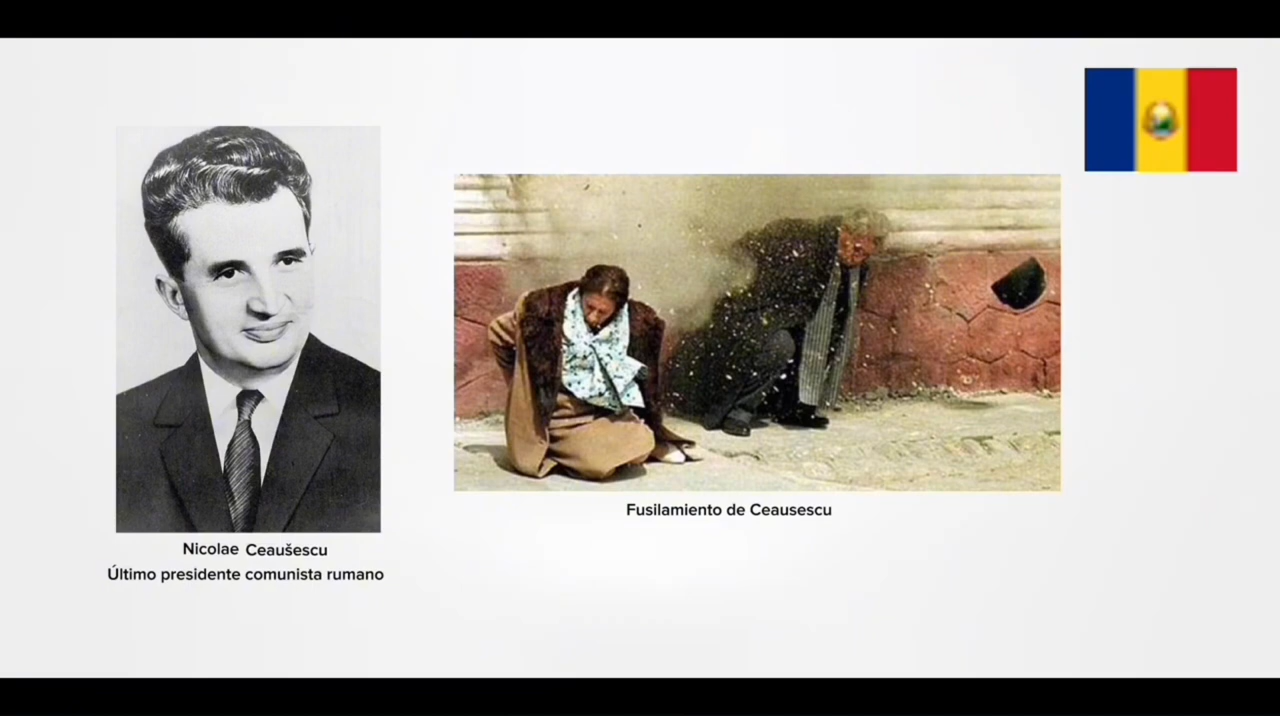 Nicolae Ceaušescu
Último presidente comunista rumano
Fusilamiento de Ceausescu